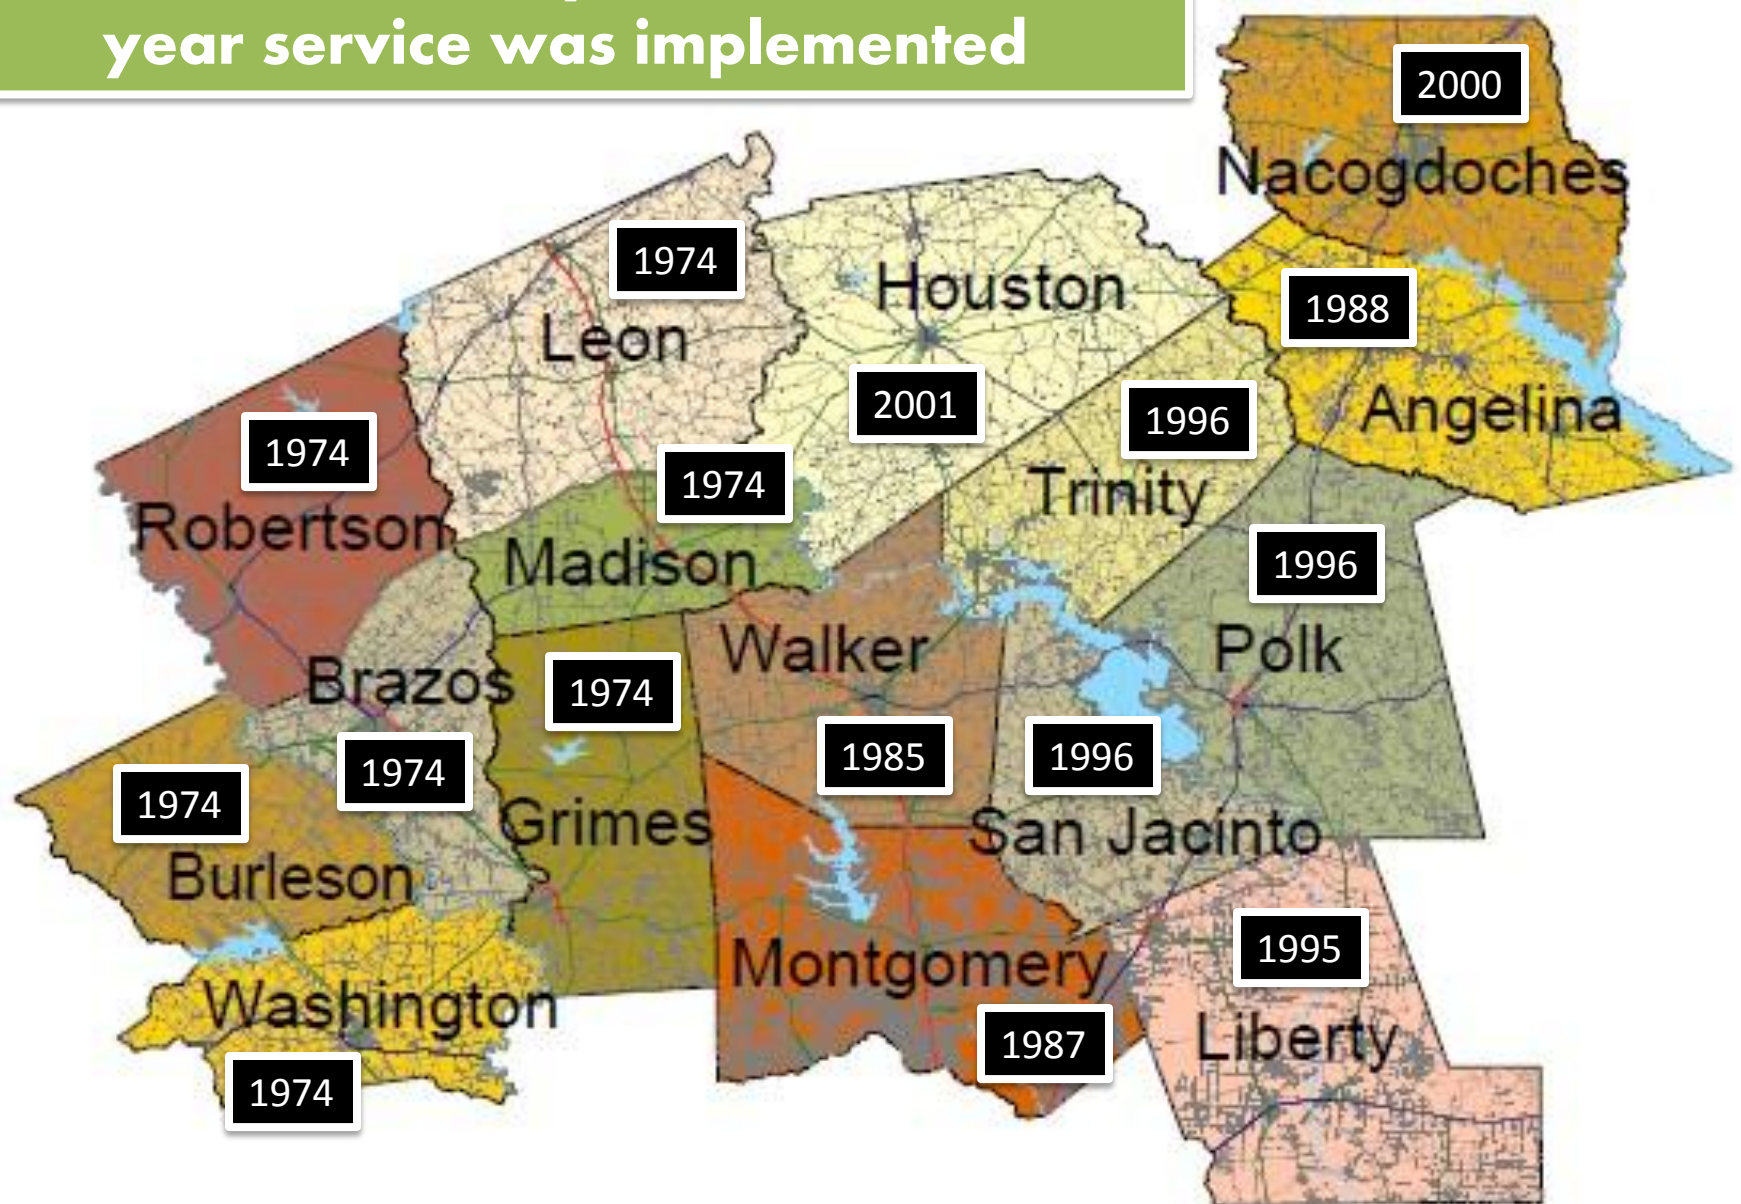 year service was implemented
2000
Nacogdoches
1974
Leon
Houston
1988
2001
1996
Angelina
1974
Robertson
1974
Trinity
Madison
1996
Walker
Polk
Brazos
1974
1985
1996
1974
1974
Grimes
San Jacinto
Burleson
Montgomery
1995
Washington
1987
Liberty
1974